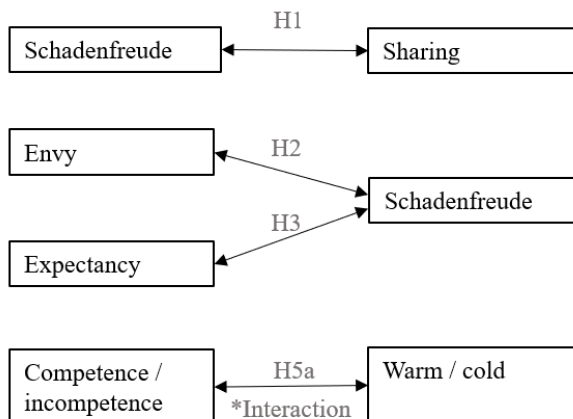 H1
Schadenfreude
Sharing
Envy
H2
Schadenfreude
H3
Expectancy
Competence /
incompetence
H5a
*Interaction
Warm / cold